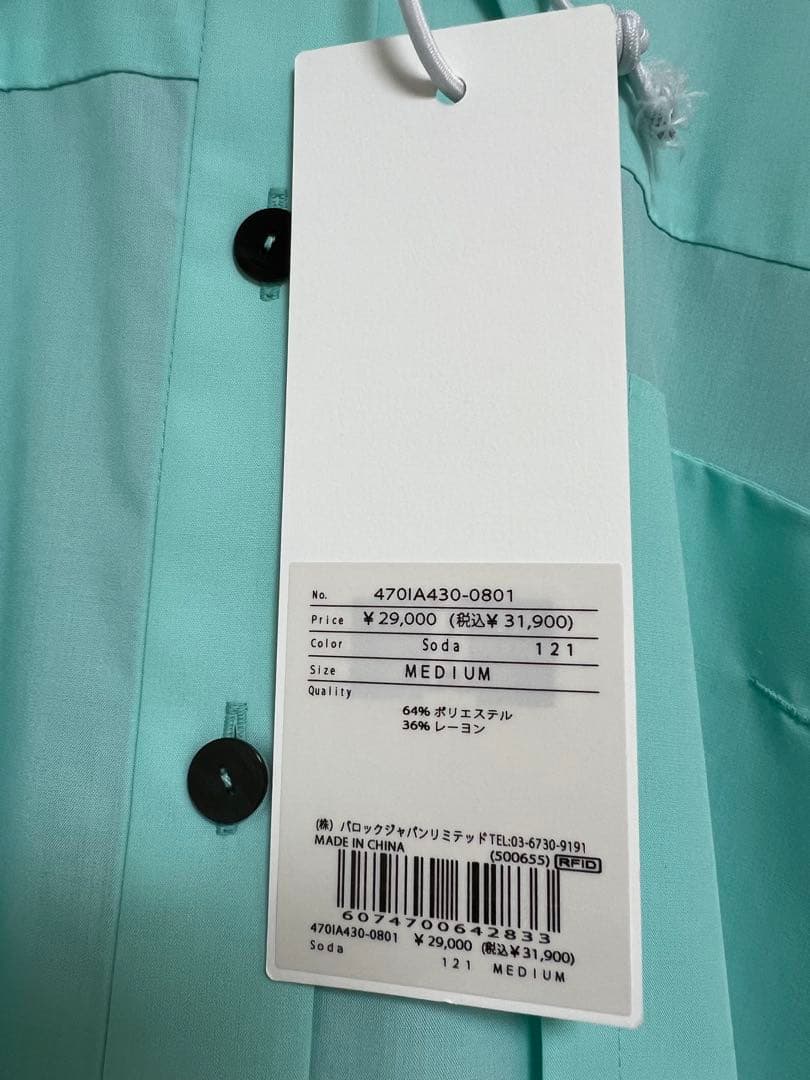 No. 470IA430-0801
Price ￥29,000 (税込￥31,900)
Color Soda 121
Size MEDIUM
Quality
64% ポリエステル
36% レーヨン
(株) バロックジャパンリミテッド TEL:03-6730-9191
MADE IN CHINA
(500655) RFID
6074700642833
470IA430-0801 ￥29,000 (税込￥31,900)
Soda 121 MEDIUM